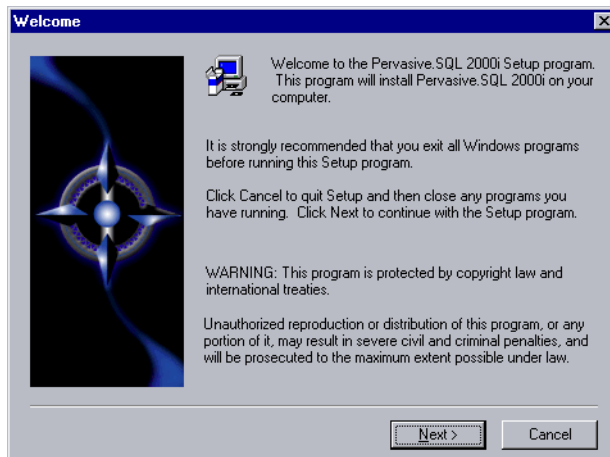 Welcome
Welcome to the Pervasive.SQL 2000i Setup program.
This program will install Pervasive.SQL 2000i on your
computer.
It is strongly recommended that you exit all Windows programs
before running this Setup program.
Click Cancel to quit Setup and then close any programs you
have running. Click Next to continue with the Setup program.
WARNING: This program is protected by copyright law and
international treaties.
Unauthorized reproduction or distribution of this program, or any
portion of it, may result in severe civil and criminal penalties, and
will be prosecuted to the maximum extent possible under law.
Next >
Cancel